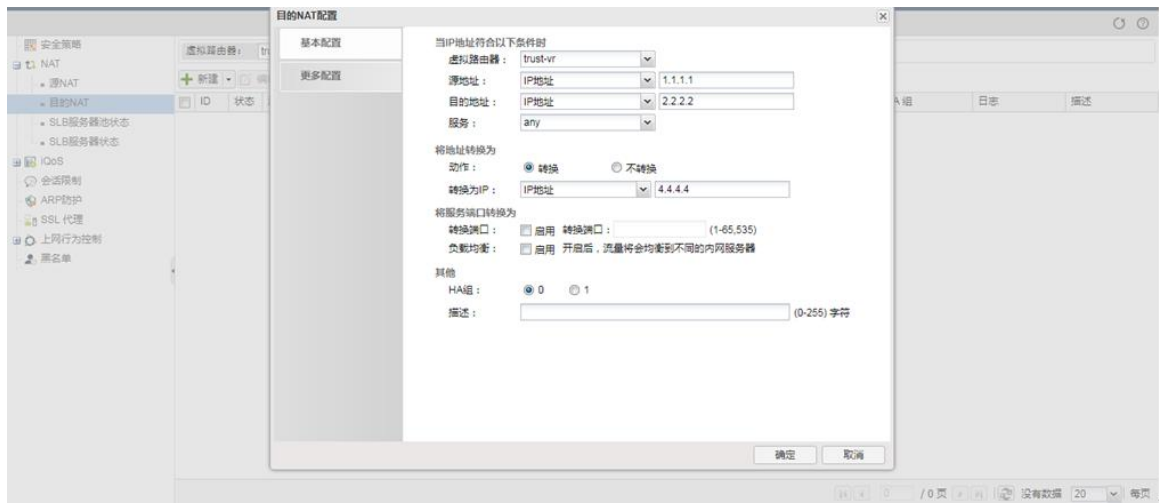 目的NAT配置
安全策略
NAT
源NAT
目的NAT
SLB服务器池状态
SLB服务器状态
iQoS
会话限制
ARP防护
SSL 代理
上网行为控制
黑名单
虚拟路由器:
新建
ID 状态
日志 描述
基本配置
更多配置
当IP地址符合以下条件时
虚拟路由器: trust-vr
源地址: IP地址 1.1.1.1
目的地址: IP地址 2.2.2.2
服务: any
将地址转换为
动作: 转换 不转换
转换为IP: IP地址 4.4.4.4
将服务端口转换为
转换端口: 启用 转换端口: (1-65,535)
负载均衡: 启用 开启后,流量将会均衡到不同的内网服务器
其他
HA组: 0 1
描述: (0-255) 字符
确定 取消
0 / 0 页 没有数据 20 每页